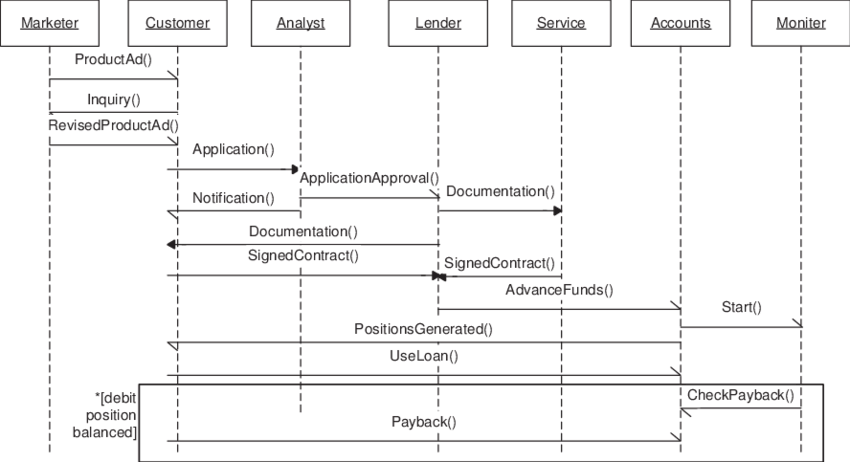 Marketer
Customer
Analyst
Lender
Service
Accounts
Moniter
ProductAd()
Inquiry()
RevisedProductAd()
Application()
ApplicationApproval()
Notification()
Documentation()
Documentation()
SignedContract()
SignedContract()
AdvanceFunds()
Start()
PositionsGenerated()
UseLoan()
*[debit
position
balanced]
CheckPayback()
Payback()